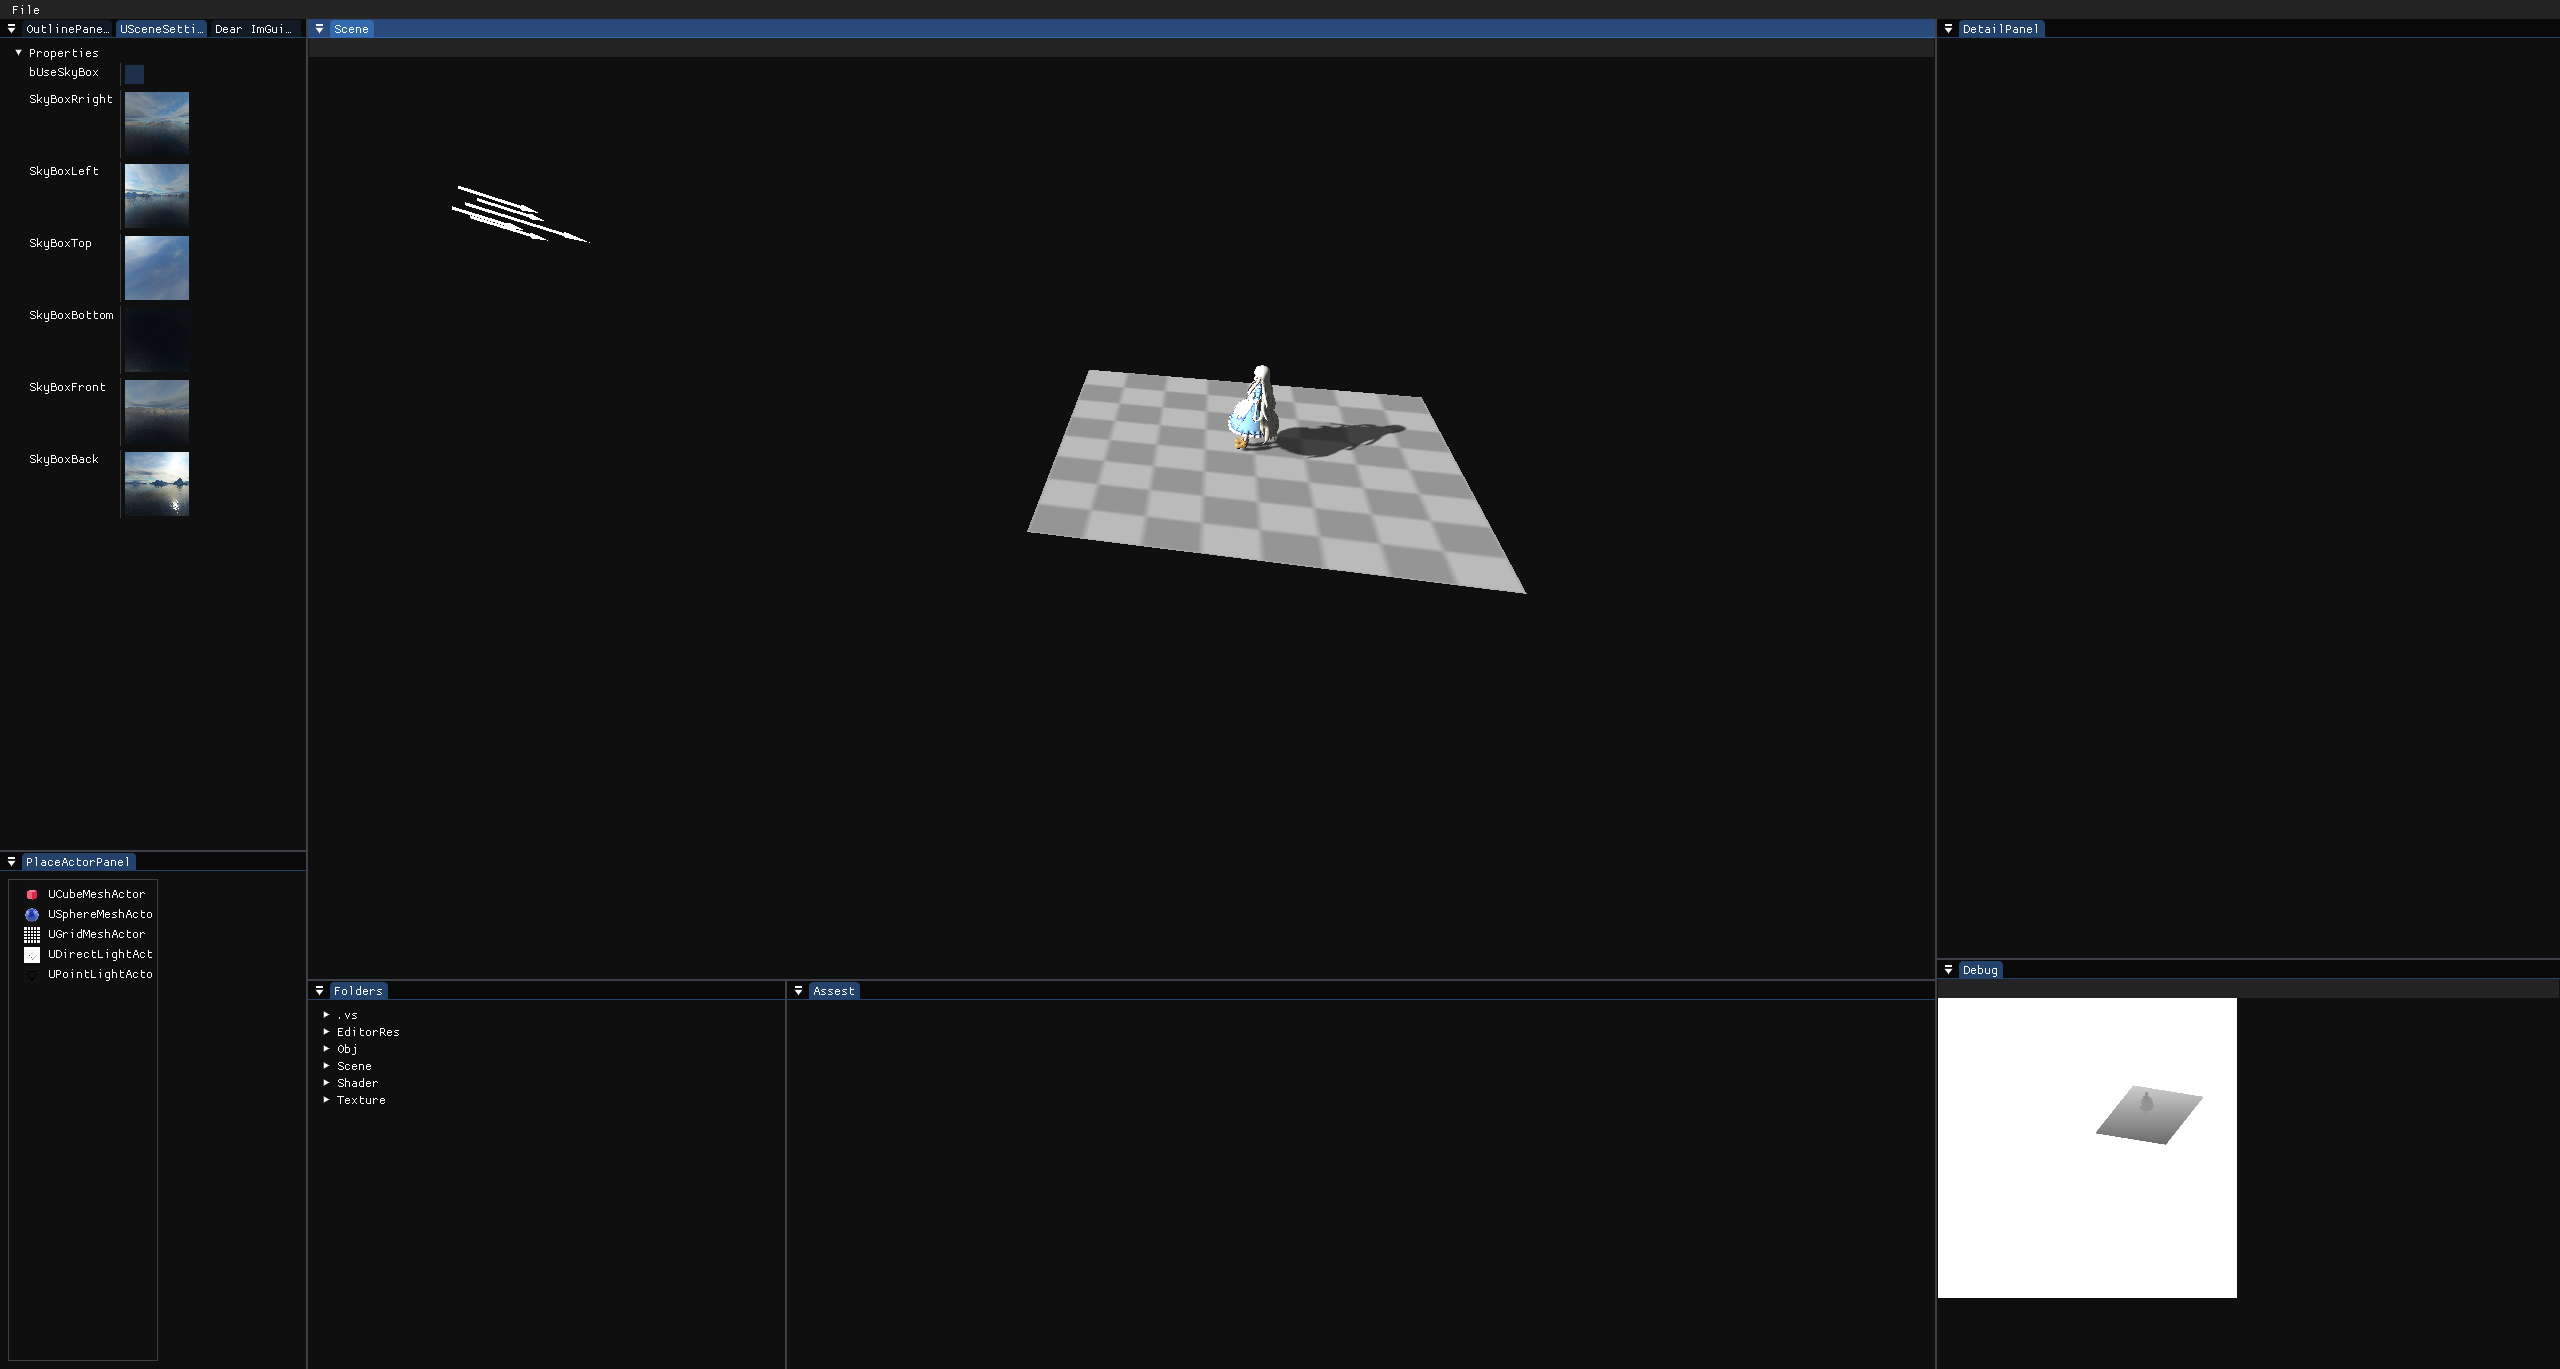 File
OutlinePane…
USceneSetti…
Dear ImGui…
Properties
bUseSkyBox
SkyBoxRright
SkyBoxLeft
SkyBoxTop
SkyBoxBottom
SkyBoxFront
SkyBoxBack
PlaceActorPanel
UCubeMeshActor
USphereMeshActo
UGridMeshActor
UDirectLightAct
UPointLightActo
Scene
Folders
.vs
EditorRes
Obj
Scene
Shader
Texture
Assest
DetailPanel
Debug